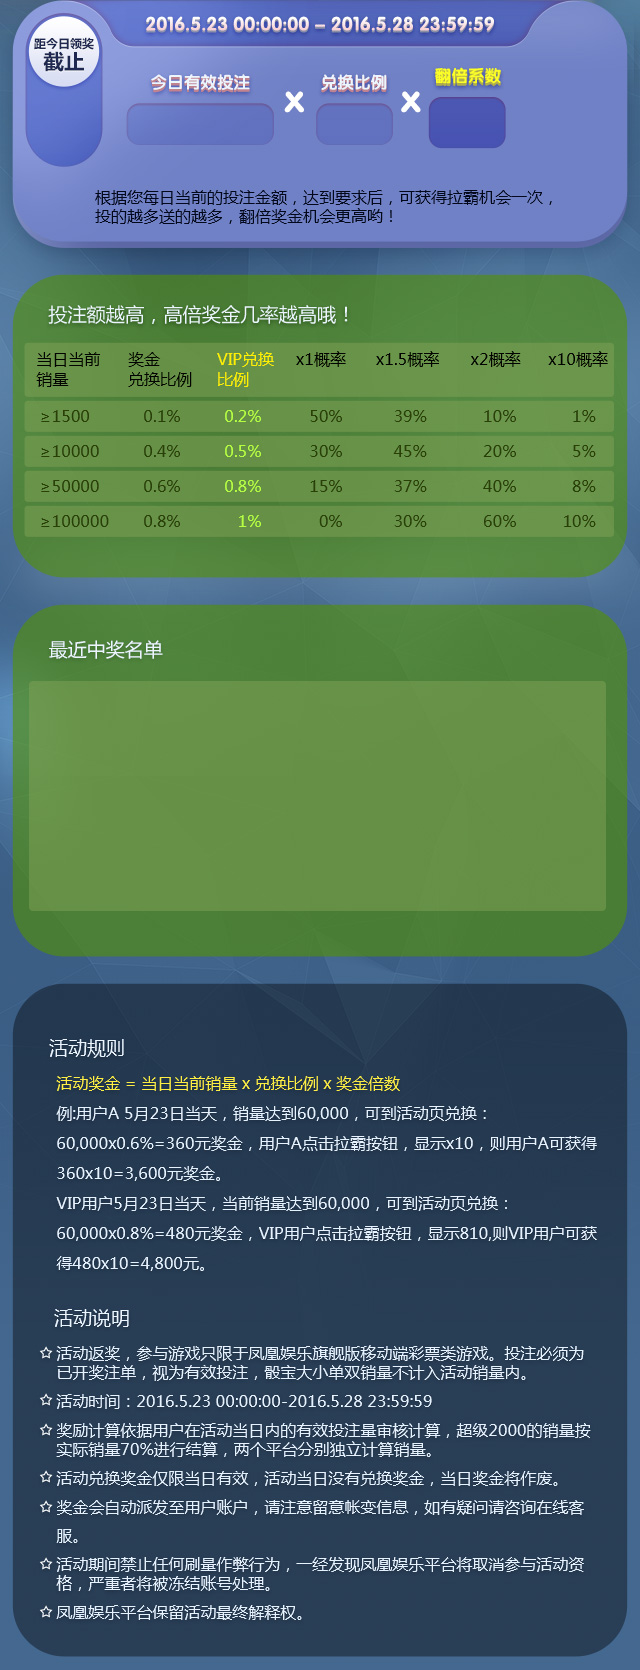 2016.5.23 00:00:00 – 2016.5.28 23:59:59
距今日领奖
截止
今日有效投注 x 兑换比例 x 翻倍系数
根据您每日当前的投注金额，达到要求后，可获得拉霸机会一次，
投的越多送的越多，翻倍奖金机会更高哟！
投注额越高，高倍奖金几率越高哦！
当日当前销量 奖金兑换比例 VIP兑换比例 x1概率 x1.5概率 x2概率 x10概率
≥1500 0.1% 0.2% 50% 39% 10% 1%
≥10000 0.4% 0.5% 30% 45% 20% 5%
≥50000 0.6% 0.8% 15% 37% 40% 8%
≥100000 0.8% 1% 0% 30% 60% 10%
最近中奖名单
活动规则
活动奖金 = 当日当前销量 x 兑换比例 x 奖金倍数
例:用户A 5月23日当天，销量达到60,000，可到活动页兑换：
60,000x0.6%=360元奖金，用户A点击拉霸按钮，显示x10，则用户A可获得
360x10=3,600元奖金。
VIP用户5月23日当天，当前销量达到60,000，可到活动页兑换：
60,000x0.8%=480元奖金，VIP用户点击拉霸按钮，显示810,则VIP用户可获
得480x10=4,800元。
活动说明
活动返奖，参与游戏只限于凤凰娱乐旗舰版移动端彩票类游戏。投注必须为
已开奖注单，视为有效投注，骰宝大小单双销量不计入活动销量内。
活动时间：2016.5.23 00:00:00-2016.5.28 23:59:59
奖励计算依据用户在活动当日内的有效投注量审核计算，超级2000的销量按
实际销量70%进行结算，两个平台分别独立计算销量。
活动兑换奖金仅限当日有效，活动当日没有兑换奖金，当日奖金将作废。
奖金会自动派发至用户账户，请注意留意帐变信息，如有疑问请咨询在线客
服。
活动期间禁止任何刷量作弊行为，一经发现凤凰娱乐平台将取消参与活动资
格，严重者将被冻结账号处理。
凤凰娱乐平台保留活动最终解释权。